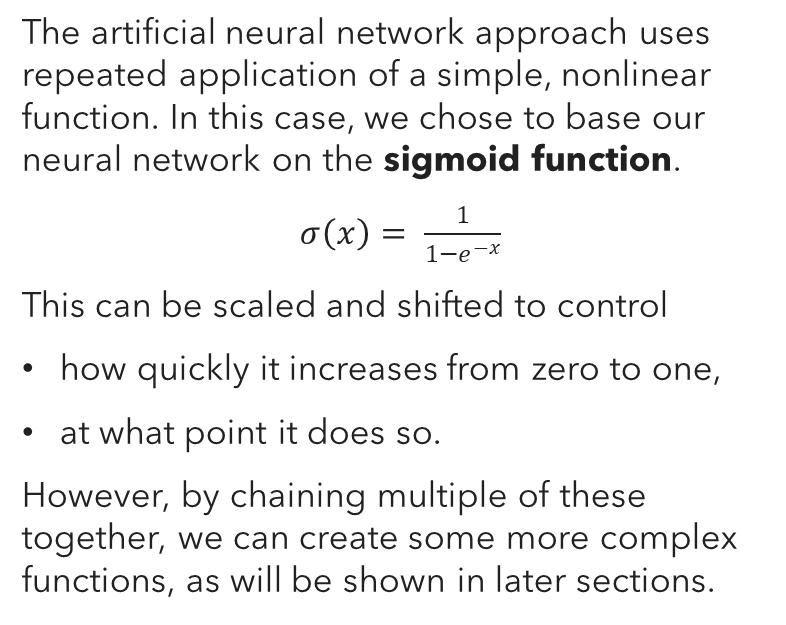 The artificial neural network approach uses
repeated application of a simple, nonlinear
function. In this case, we chose to base our
neural network on the sigmoid function.
σ(x) = 1/(1−e^−x)
This can be scaled and shifted to control
• how quickly it increases from zero to one,
• at what point it does so.
However, by chaining multiple of these
together, we can create some more complex
functions, as will be shown in later sections.